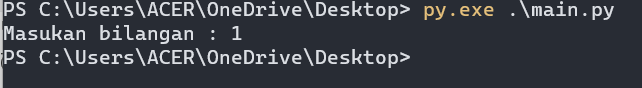 PS C:\Users\ACER\OneDrive\Desktop> py.exe .\main.py
Masukan bilangan : 1
PS C:\Users\ACER\OneDrive\Desktop>